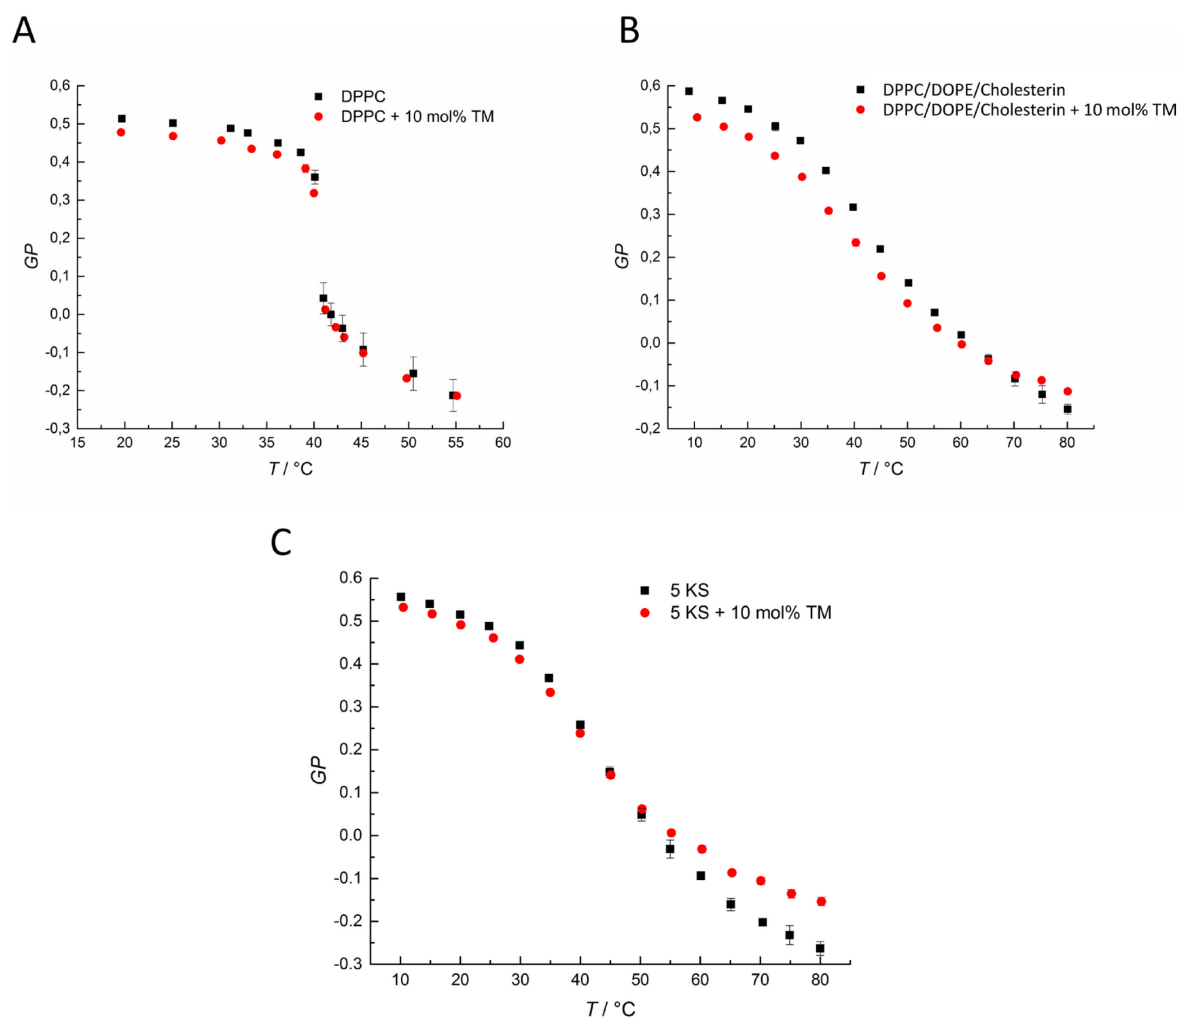 A
DPPC
DPPC + 10 mol% TM
0,6
0,5
0,4
0,3
0,2
0,1
0,0
-0,1
-0,2
-0,3
GP
15 20 25 30 35 40 45 50 55 60
T / °C
B
DPPC/DOPE/Cholesterin
DPPC/DOPE/Cholesterin + 10 mol% TM
0,6
0,5
0,4
0,3
0,2
0,1
0,0
-0,1
-0,2
GP
10 20 30 40 50 60 70 80
T / °C
C
5 KS
5 KS + 10 mol% TM
0.6
0.5
0.4
0.3
0.2
0.1
0.0
-0.1
-0.2
-0.3
GP
10 20 30 40 50 60 70 80
T / °C